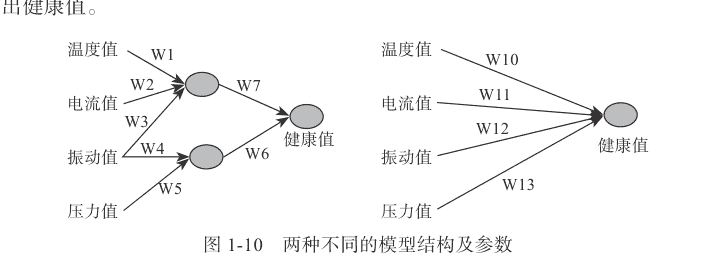 出健康值。
温度值
W1
W2
电流值
W3
W7
振动值
W4
健康值
W6
W5
压力值
温度值
W10
电流值
W11
W12
振动值
健康值
W13
压力值
图 1-10 两种不同的模型结构及参数